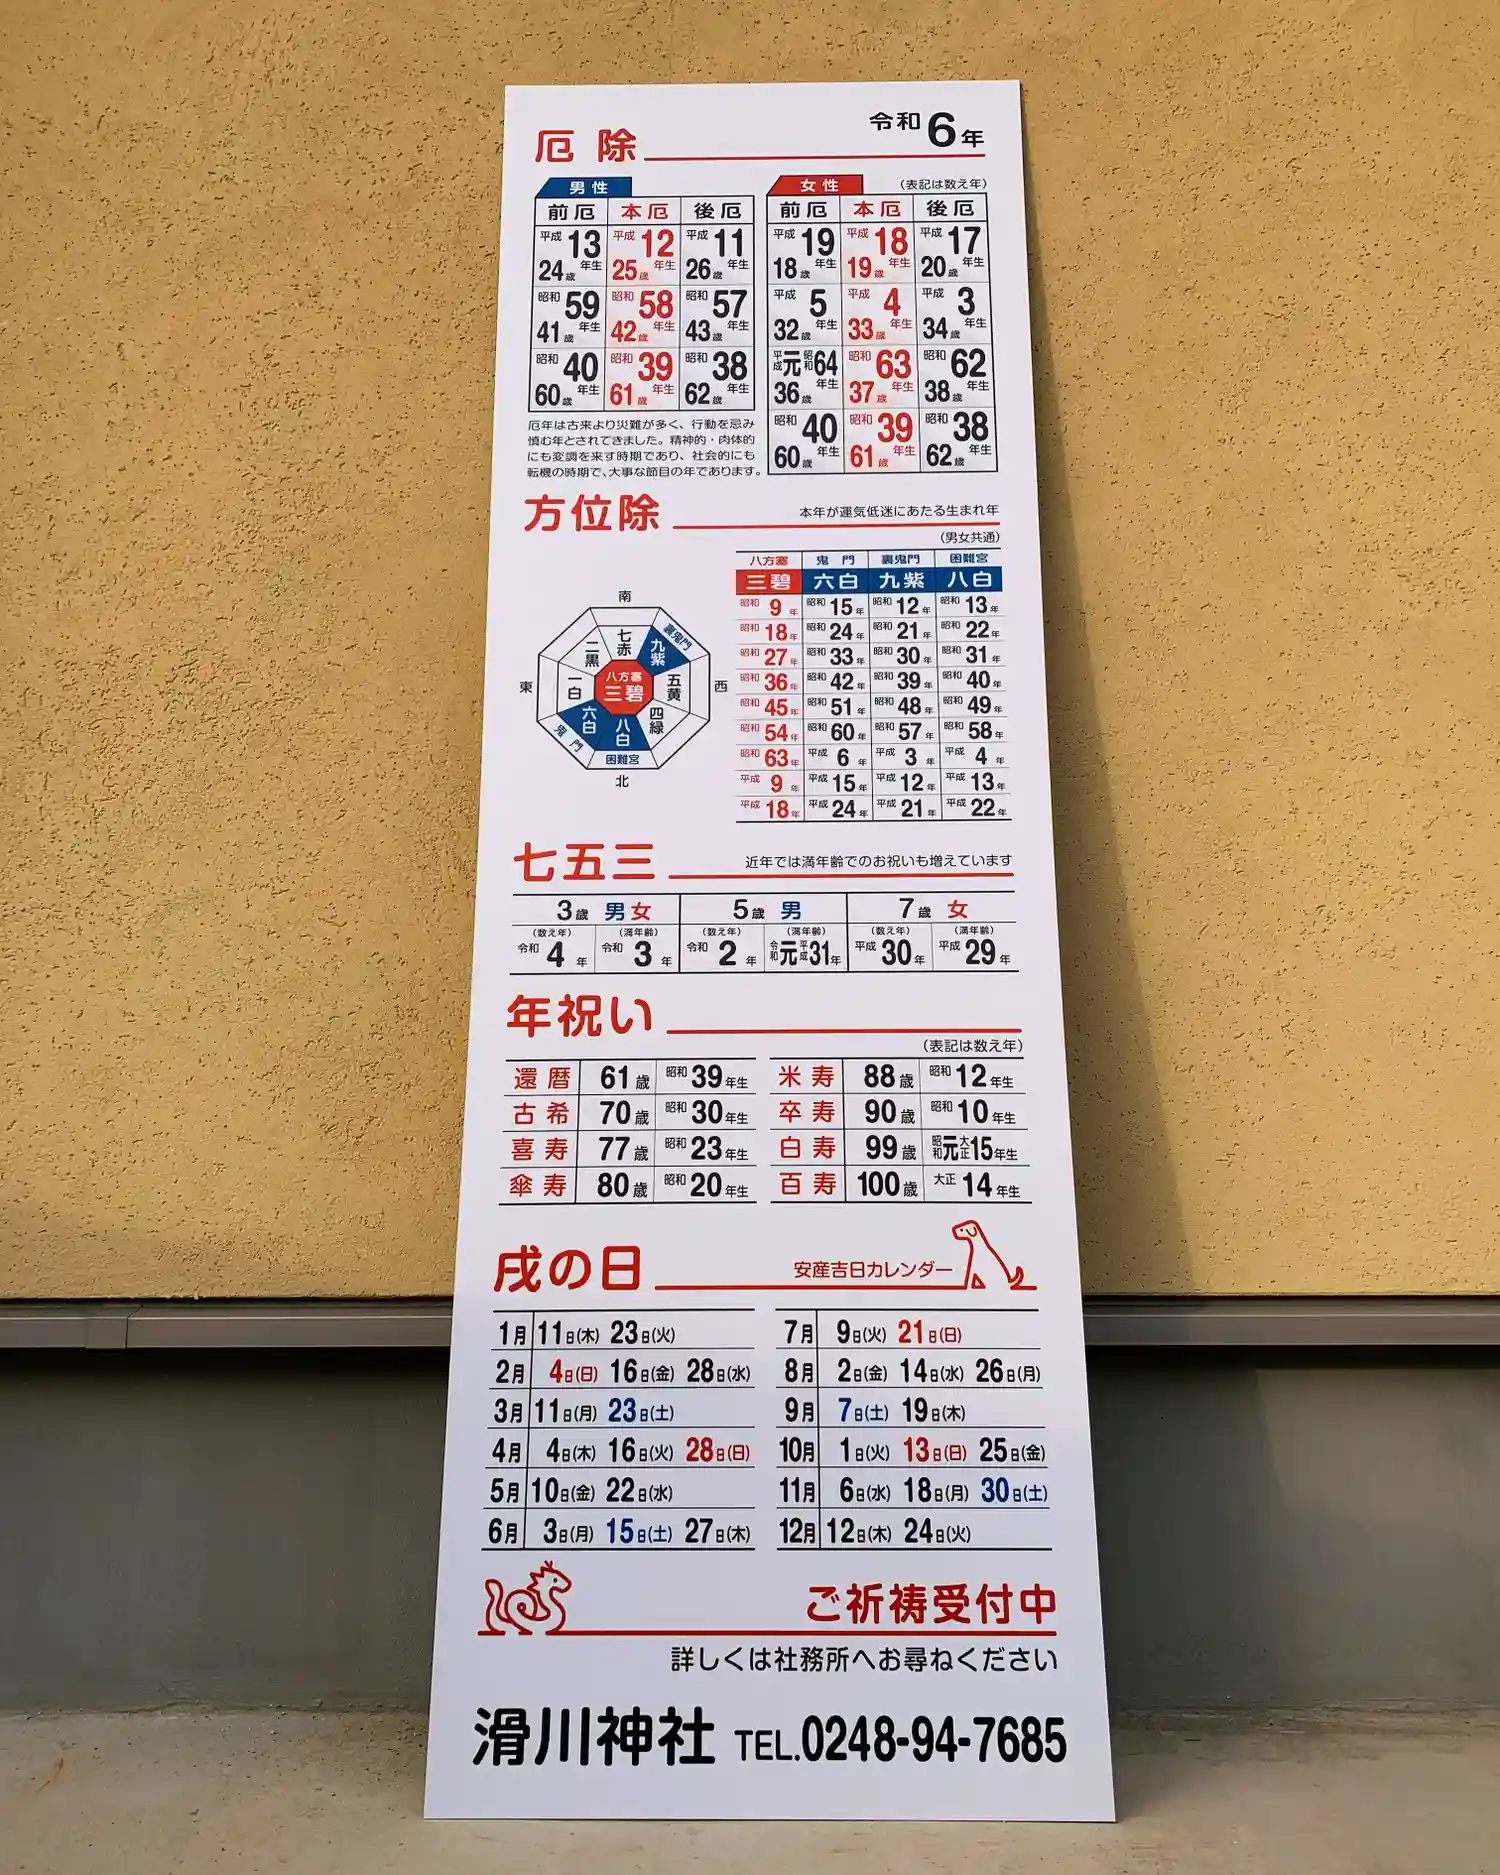 令和6年
厄除
男性
前厄 本厄 後厄
平成13年生 平成12年生 平成11年生
24歳 25歳 26歳
昭和59年生 昭和58年生 昭和57年生
41歳 42歳 43歳
昭和40年生 昭和39年生 昭和38年生
60歳 61歳 62歳
厄年は古来より災難が多く、行動を忌み
慎む年とされてきました。精神的・肉体的
にも変調を来す時期であり、社会的にも
転機の時期で、大事な節目の年であります。
女性 (表記は数え年)
前厄 本厄 後厄
平成19年生 平成18年生 平成17年生
18歳 19歳 20歳
平成5年生 平成4年生 平成3年生
32歳 33歳 34歳
平成元昭和64年生 昭和63年生 昭和62年生
36歳 37歳 38歳
昭和40年生 昭和39年生 昭和38年生
60歳 61歳 62歳
方位除 本年が運気低迷にあたる生まれ年
(男女共通)
南
裏鬼門
七赤
二黒 九紫
東 一白 八方塞 三碧 五黄 西
六白 八白 四緑
鬼門 困難宮
北
八方塞 鬼門 裏鬼門 困難宮
三碧 六白 九紫 八白
昭和9年 昭和15年 昭和12年 昭和13年
昭和18年 昭和24年 昭和21年 昭和22年
昭和27年 昭和33年 昭和30年 昭和31年
昭和36年 昭和42年 昭和39年 昭和40年
昭和45年 昭和51年 昭和48年 昭和49年
昭和54年 昭和60年 昭和57年 昭和58年
昭和63年 平成6年 平成3年 平成4年
平成9年 平成15年 平成12年 平成13年
平成18年 平成24年 平成21年 平成22年
七五三 近年では満年齢でのお祝いも増えています
3歳 男女 5歳 男 7歳 女
(数え年) (満年齢) (数え年) (満年齢) (数え年) (満年齢)
令和4年 令和3年 令和2年 令和元平成31年 平成30年 平成29年
年祝い
(表記は数え年)
還暦 61歳 昭和39年生 米寿 88歳 昭和12年生
古希 70歳 昭和30年生 卒寿 90歳 昭和10年生
喜寿 77歳 昭和23年生 白寿 99歳 昭和元大正15年生
傘寿 80歳 昭和20年生 百寿 100歳 大正14年生
戌の日 安産吉日カレンダー
1月 11日(木) 23日(火)
2月 4日(日) 16日(金) 28日(水)
3月 11日(月) 23日(土)
4月 4日(木) 16日(火) 28日(日)
5月 10日(金) 22日(水)
6月 3日(月) 15日(土) 27日(木)
7月 9日(火) 21日(日)
8月 2日(金) 14日(水) 26日(月)
9月 7日(土) 19日(木)
10月 1日(火) 13日(日) 25日(金)
11月 6日(水) 18日(月) 30日(土)
12月 12日(木) 24日(火)
ご祈祷受付中
詳しくは社務所へお尋ねください
滑川神社 TEL.0248-94-7685